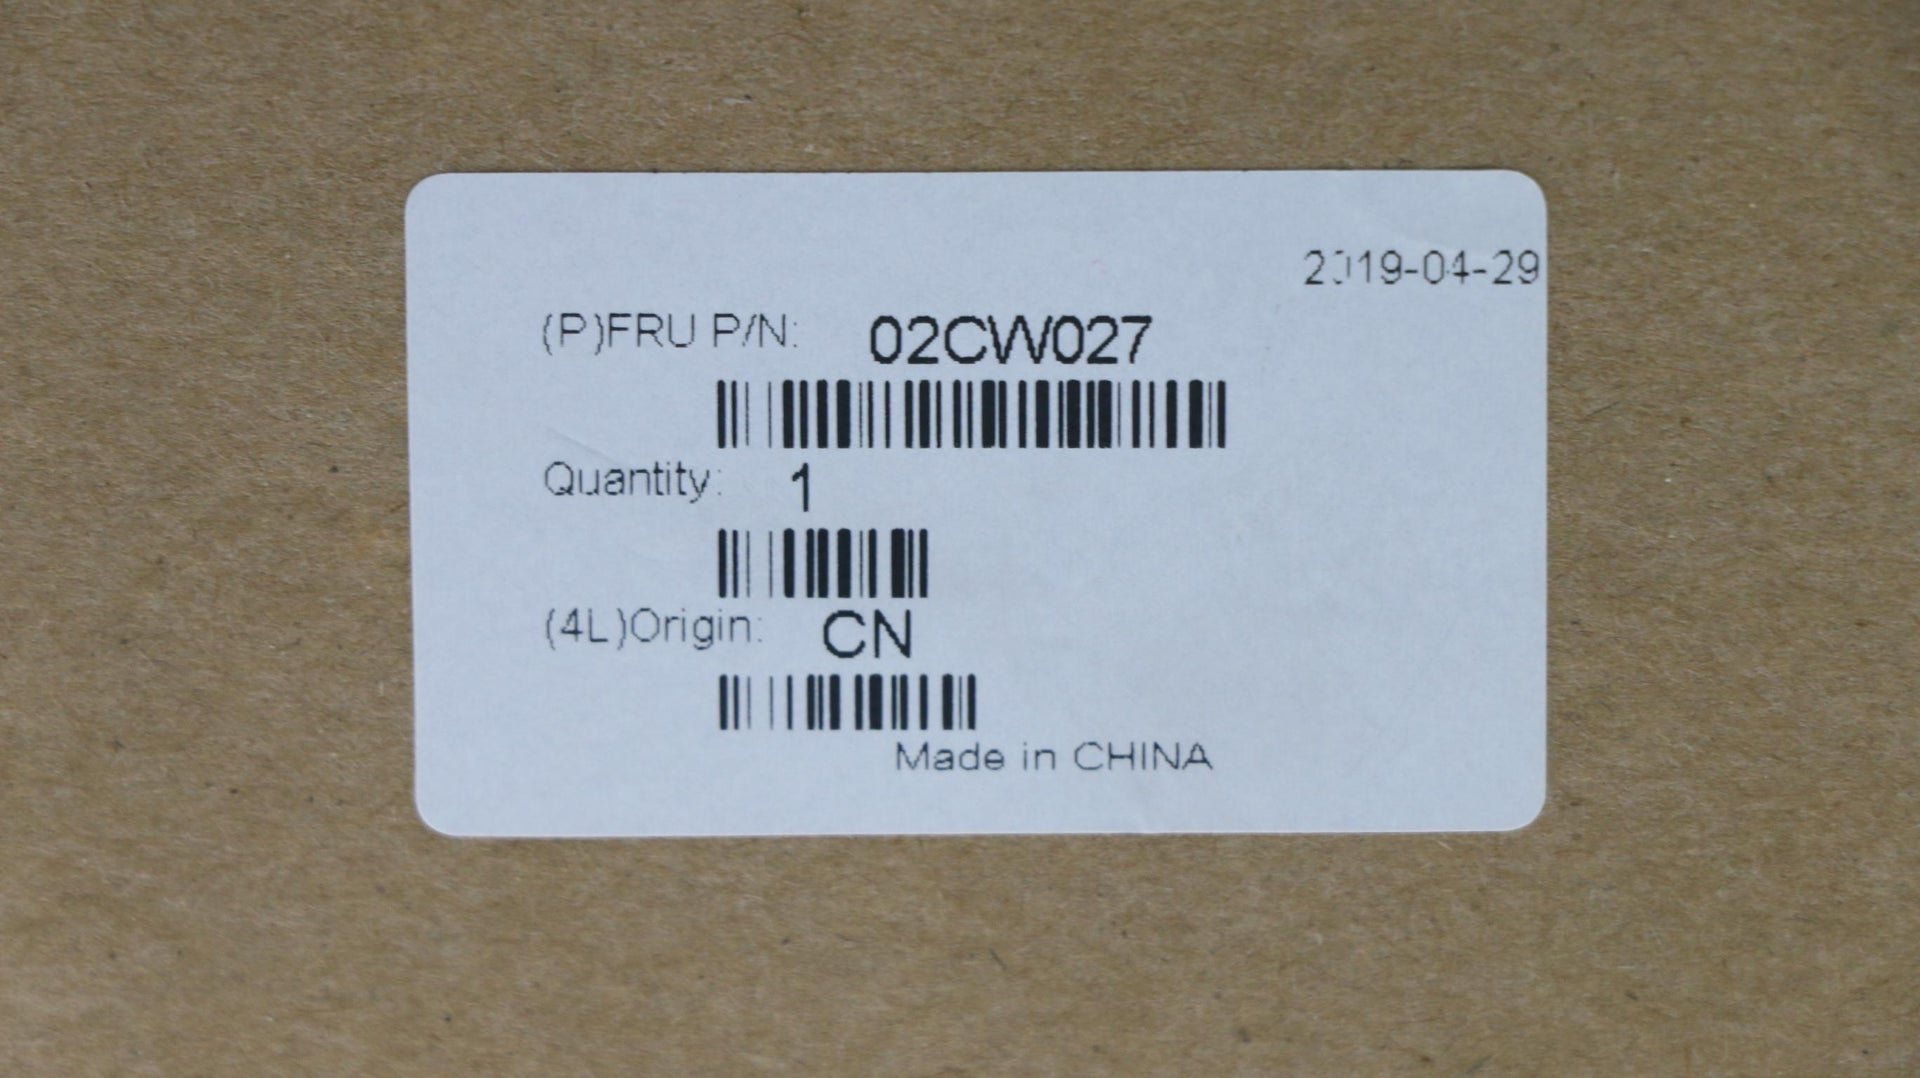 2019-04-29
(P)FRU P/N: 02CW027
Quantity: 1
(4L)Origin: CN
Made in CHINA